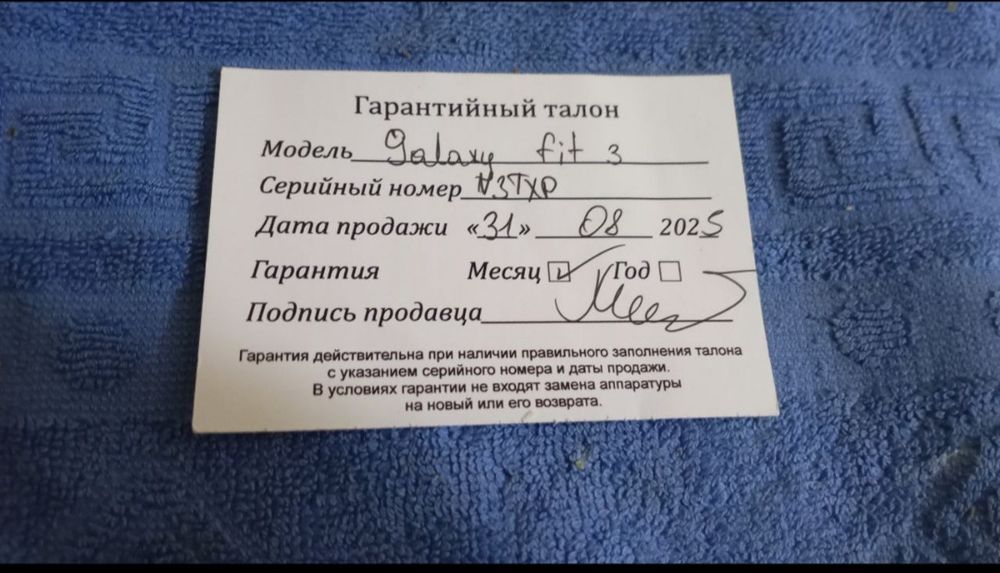 Гарантийный талон
Модель Galaxy fit 3
Серийный номер N3TXP
Дата продажи «31» 08 2025
Гарантия Месяц ☑ Год ☐
Подпись продавца
Гарантия действительна при наличии правильного заполнения талона
с указанием серийного номера и даты продажи.
В условиях гарантии не входят замена аппаратуры
на новый или его возврата.